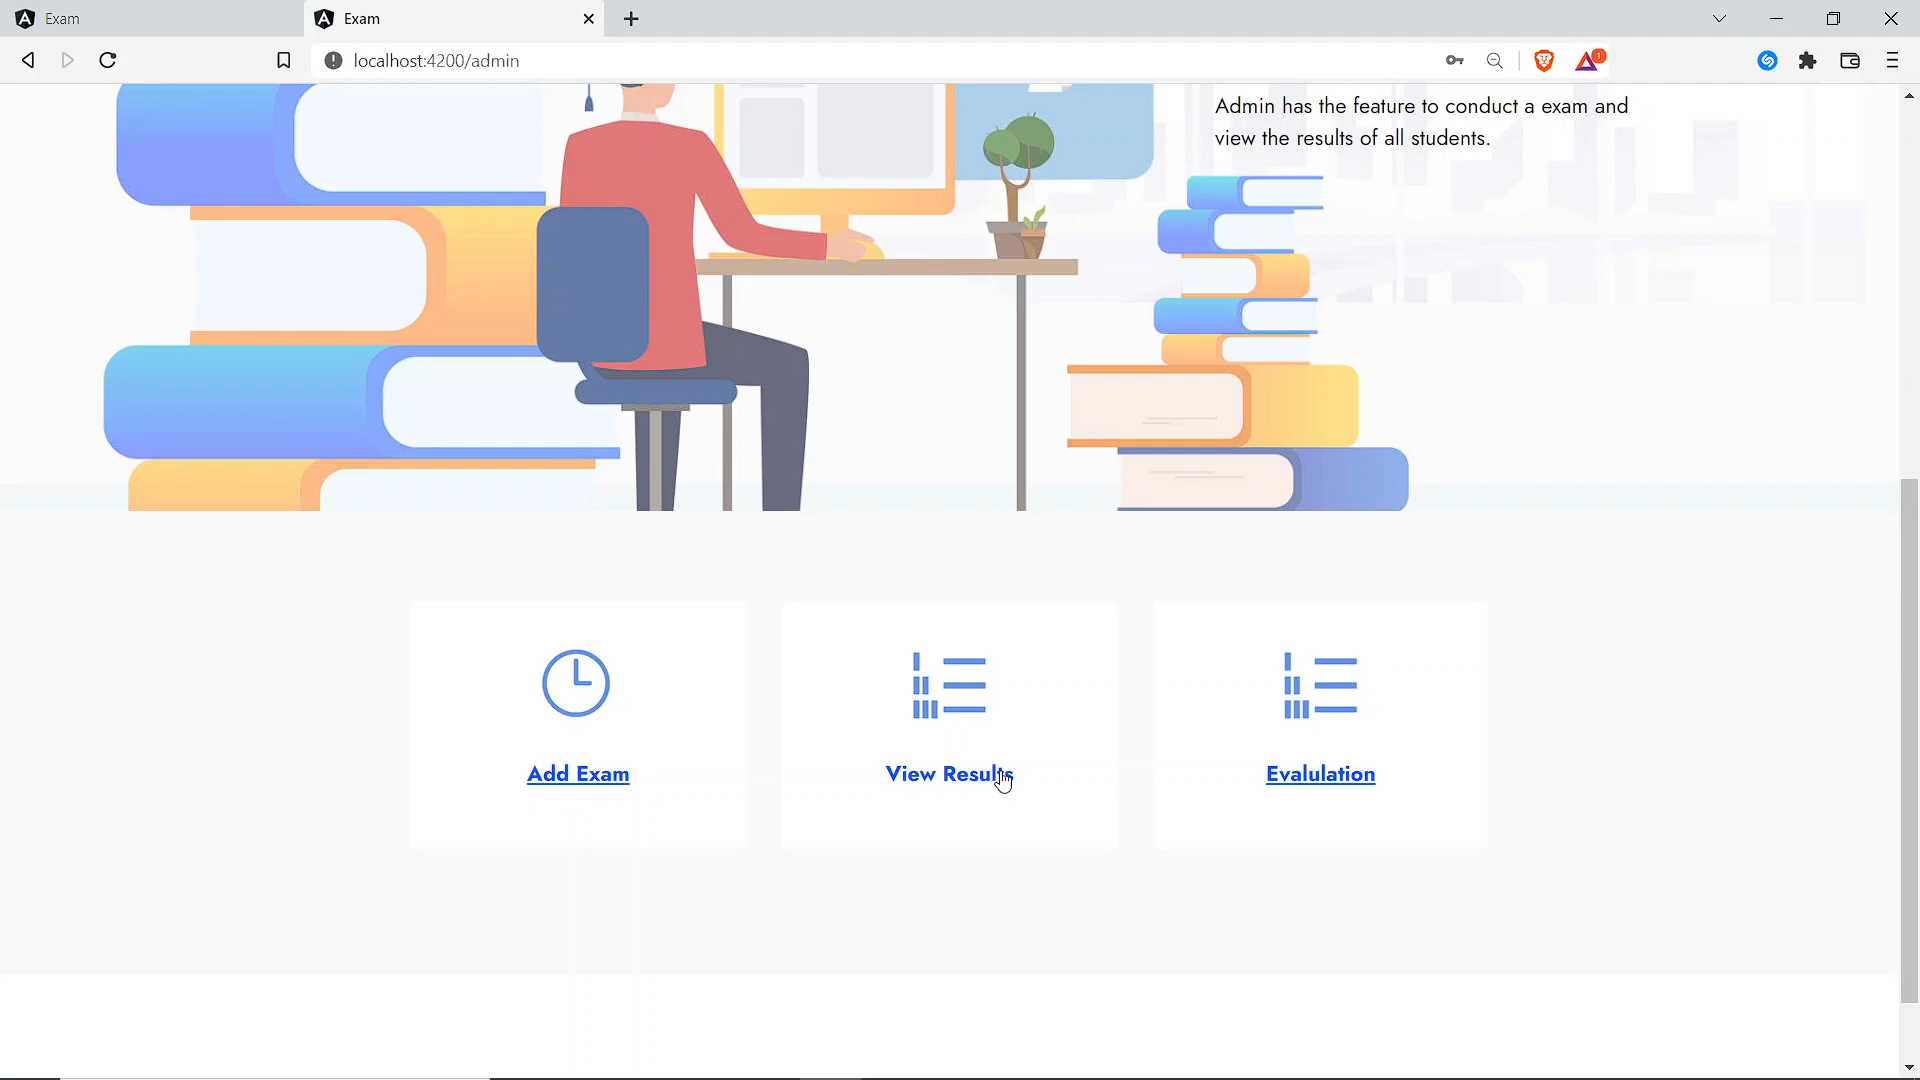 Exam
Exam
localhost:4200/admin
1
Admin has the feature to conduct a exam and
view the results of all students.
Add Exam
View Results
Evalulation